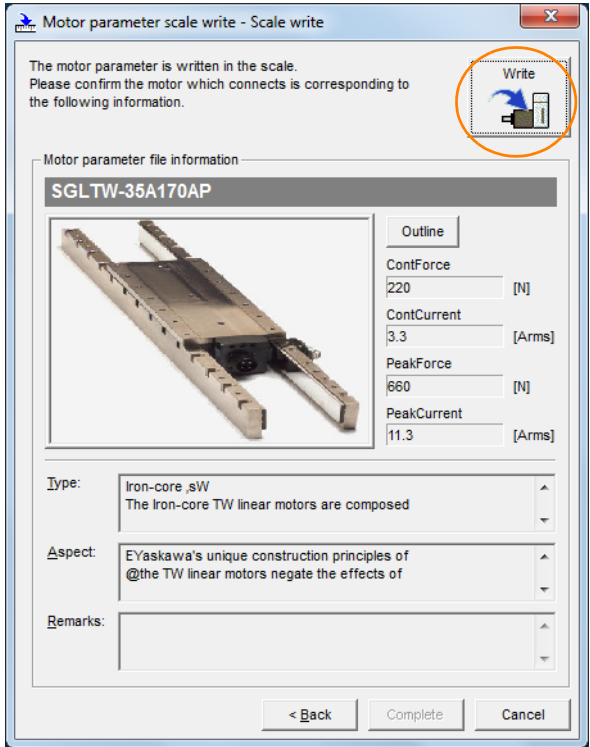 Motor parameter scale write - Scale write
The motor parameter is written in the scale.
Please confirm the motor which connects is corresponding to
the following information.
Write
Motor parameter file information
SGLTW-35A170AP
Outline
ContForce
220 [N]
ContCurrent
3.3 [Arms]
PeakForce
660 [N]
PeakCurrent
11.3 [Arms]
Type:
Iron-core ,sW
The Iron-core TW linear motors are composed
Aspect:
EYaskawa's unique construction principles of
@the TW linear motors negate the effects of
Remarks:
< Back Complete Cancel